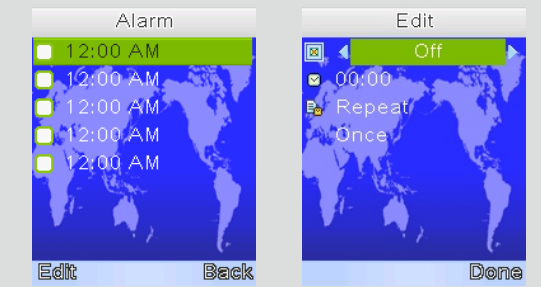 Alarm
12:00 AM
12:00 AM
12:00 AM
12:00 AM
12:00 AM
Edit Back
Edit
Off
00:00
Repeat
Once
Done